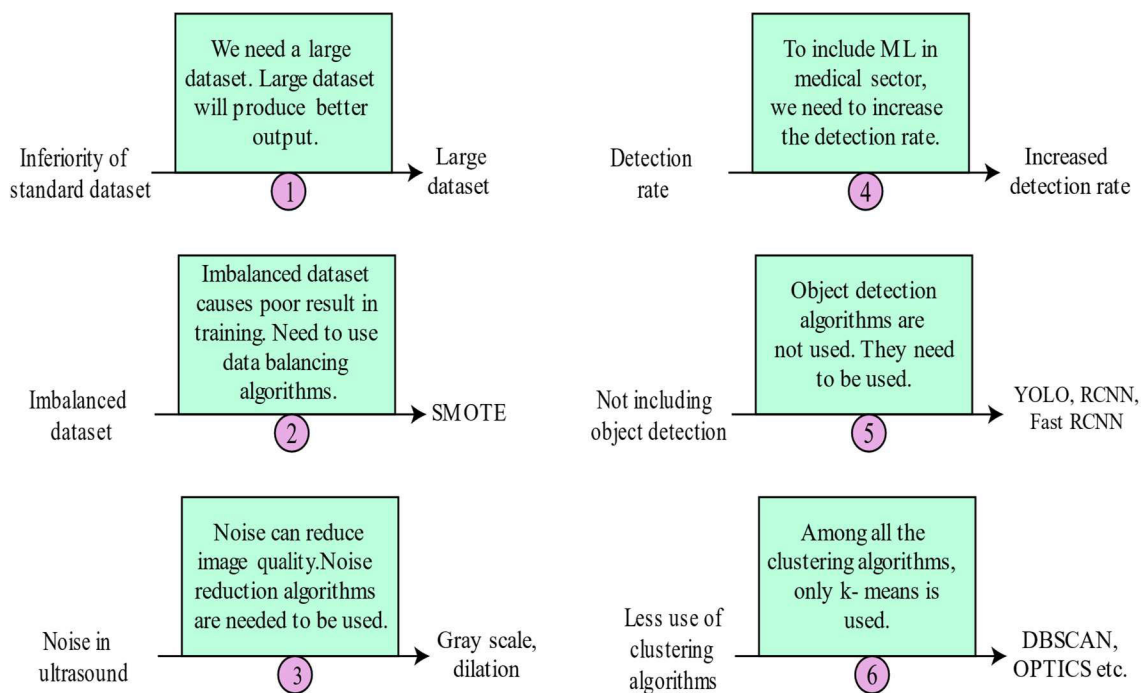 We need a large
dataset. Large dataset
will produce better
output.
Inferiority of
standard dataset
1
Large
dataset
Imbalanced dataset
causes poor result in
training. Need to use
data balancing
algorithms.
Imbalanced
dataset
2
SMOTE
Noise can reduce
image quality.Noise
reduction algorithms
are needed to be used.
Noise in
ultrasound
3
Gray scale,
dilation
To include ML in
medical sector,
we need to increase
the detection rate.
Detection
rate
4
Increased
detection rate
Object detection
algorithms are
not used. They need
to be used.
Not including
object detection
5
YOLO, RCNN,
Fast RCNN
Among all the
clustering algorithms,
only k- means is
used.
Less use of
clustering
algorithms
6
DBSCAN,
OPTICS etc.